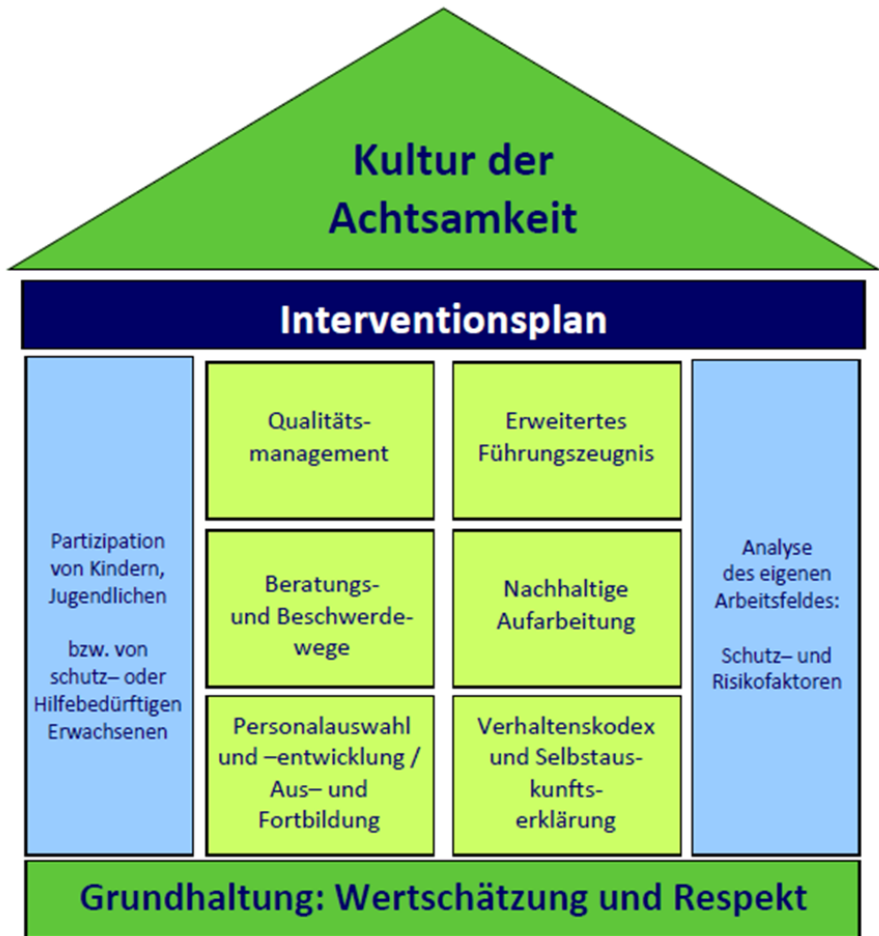 Kultur der
Achtsamkeit
Interventionsplan
Partizipation
von Kindern,
Jugendlichen
bzw. von
schutz– oder
Hilfebedürftigen
Erwachsenen
Qualitäts-
management
Erweitertes
Führungszeugnis
Beratungs-
und Beschwerde-
wege
Nachhaltige
Aufarbeitung
Personalauswahl
und –entwicklung /
Aus– und
Fortbildung
Verhaltenskodex
und Selbstaus-
kunfts-
erklärung
Analyse
des eigenen
Arbeitsfeldes:
Schutz– und
Risikofaktoren
Grundhaltung: Wertschätzung und Respekt